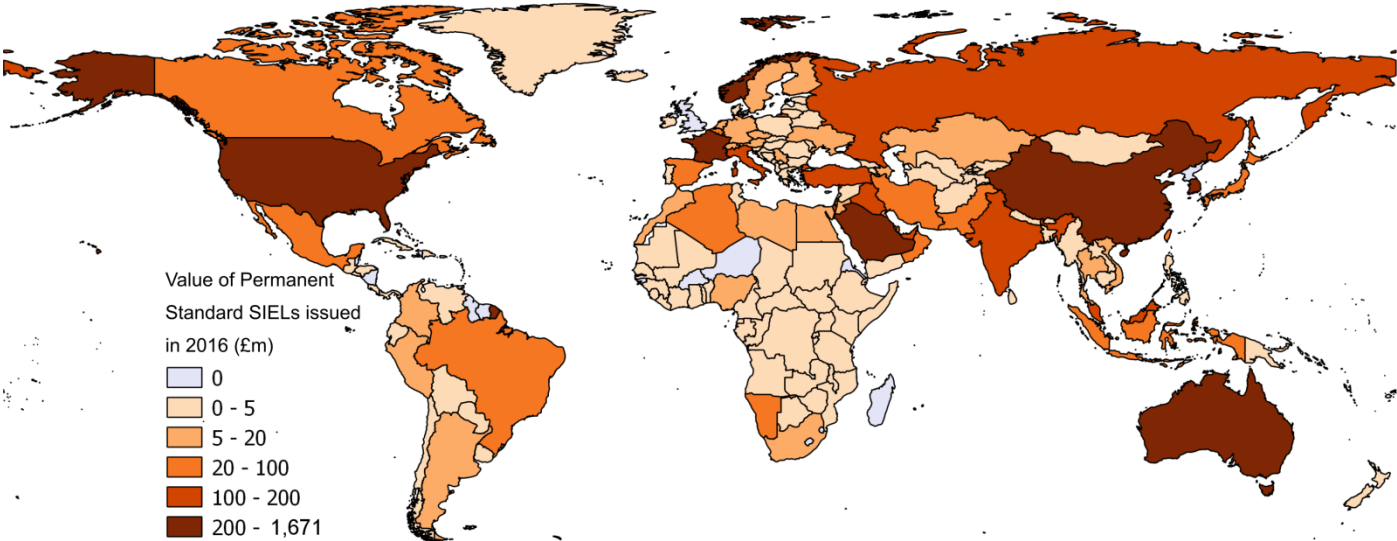 Value of Permanent
Standard SIELs issued
in 2016 (£m)
0
0 - 5
5 - 20
20 - 100
100 - 200
200 - 1,671